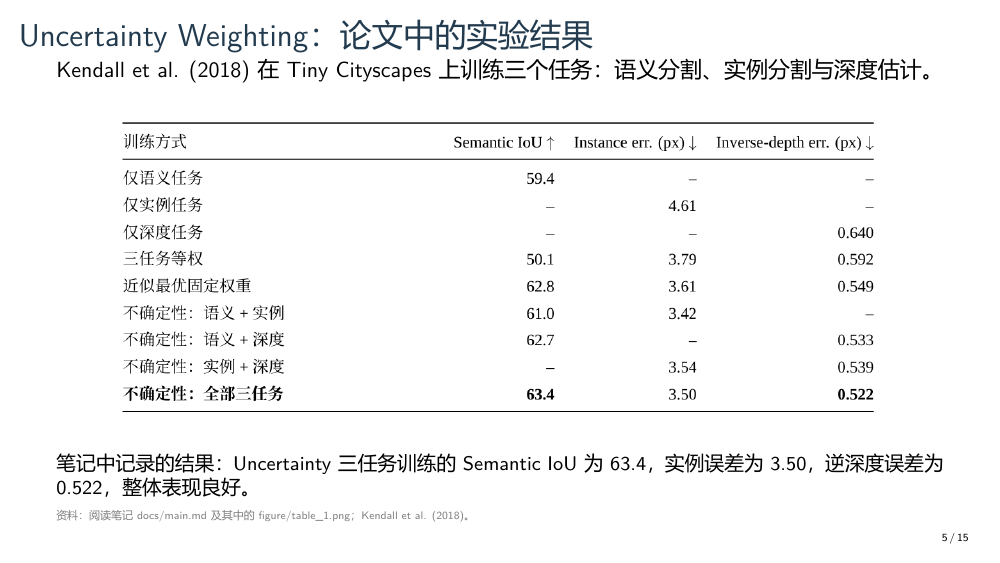 Uncertainty Weighting：论文中的实验结果
Kendall et al. (2018) 在 Tiny Cityscapes 上训练三个任务：语义分割、实例分割与深度估计。
训练方式 Semantic IoU ↑ Instance err. (px) ↓ Inverse-depth err. (px) ↓
仅语义任务 59.4 – –
仅实例任务 – 4.61 –
仅深度任务 – – 0.640
三任务等权 50.1 3.79 0.592
近似最优固定权重 62.8 3.61 0.549
不确定性：语义 + 实例 61.0 3.42 –
不确定性：语义 + 深度 62.7 – 0.533
不确定性：实例 + 深度 – 3.54 0.539
不确定性：全部三任务 63.4 3.50 0.522
笔记中记录的结果：Uncertainty 三任务训练的 Semantic IoU 为 63.4，实例误差为 3.50，逆深度误差为
0.522，整体表现良好。
资料：阅读笔记 docs/main.md 及其中的 figure/table_1.png；Kendall et al. (2018)。
5 / 15